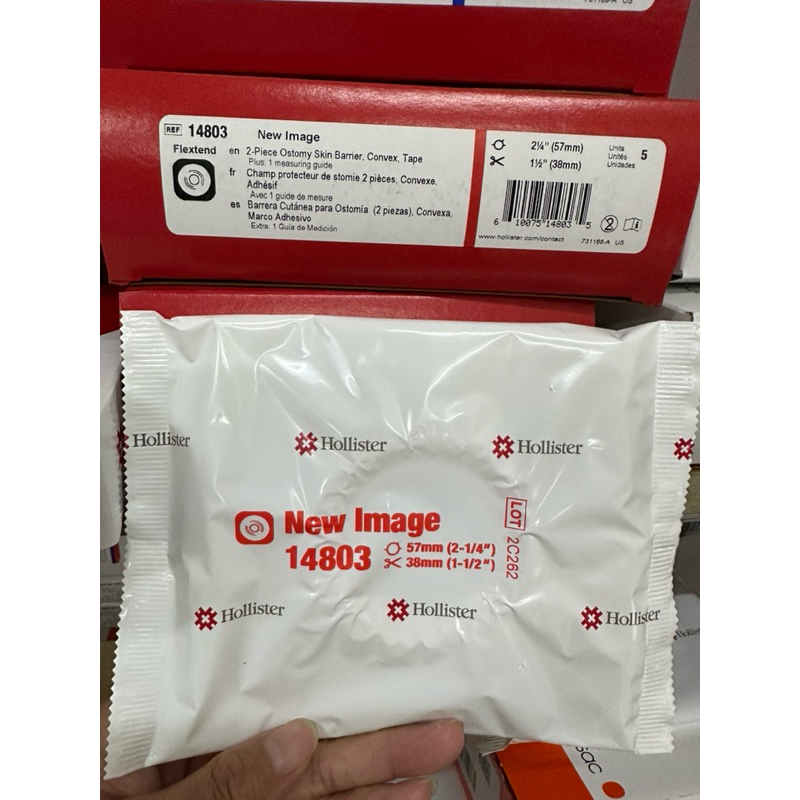 REF 14803 New Image
Flextend
en 2-Piece Ostomy Skin Barrier, Convex, Tape
Plus: 1 measuring guide
fr Champ protecteur de stomie 2 pièces, Convexe,
Adhésif
Avec 1 guide de mesure
es Barrera Cutánea para Ostomía (2 piezas), Convexa,
Marco Adhesivo
Extra: 1 Guia de Medición
2¼" (57mm)
1½" (38mm)
Units
Unités
Unidades
5
6 10075 14803 5
www.hollister.com/contact
731168-A US
Hollister
Hollister
Hollister
New Image
14803
57mm (2-1/4")
38mm (1-1/2")
LOT 2C262
Hollister
Hollister
Hollister
Hollister
sac